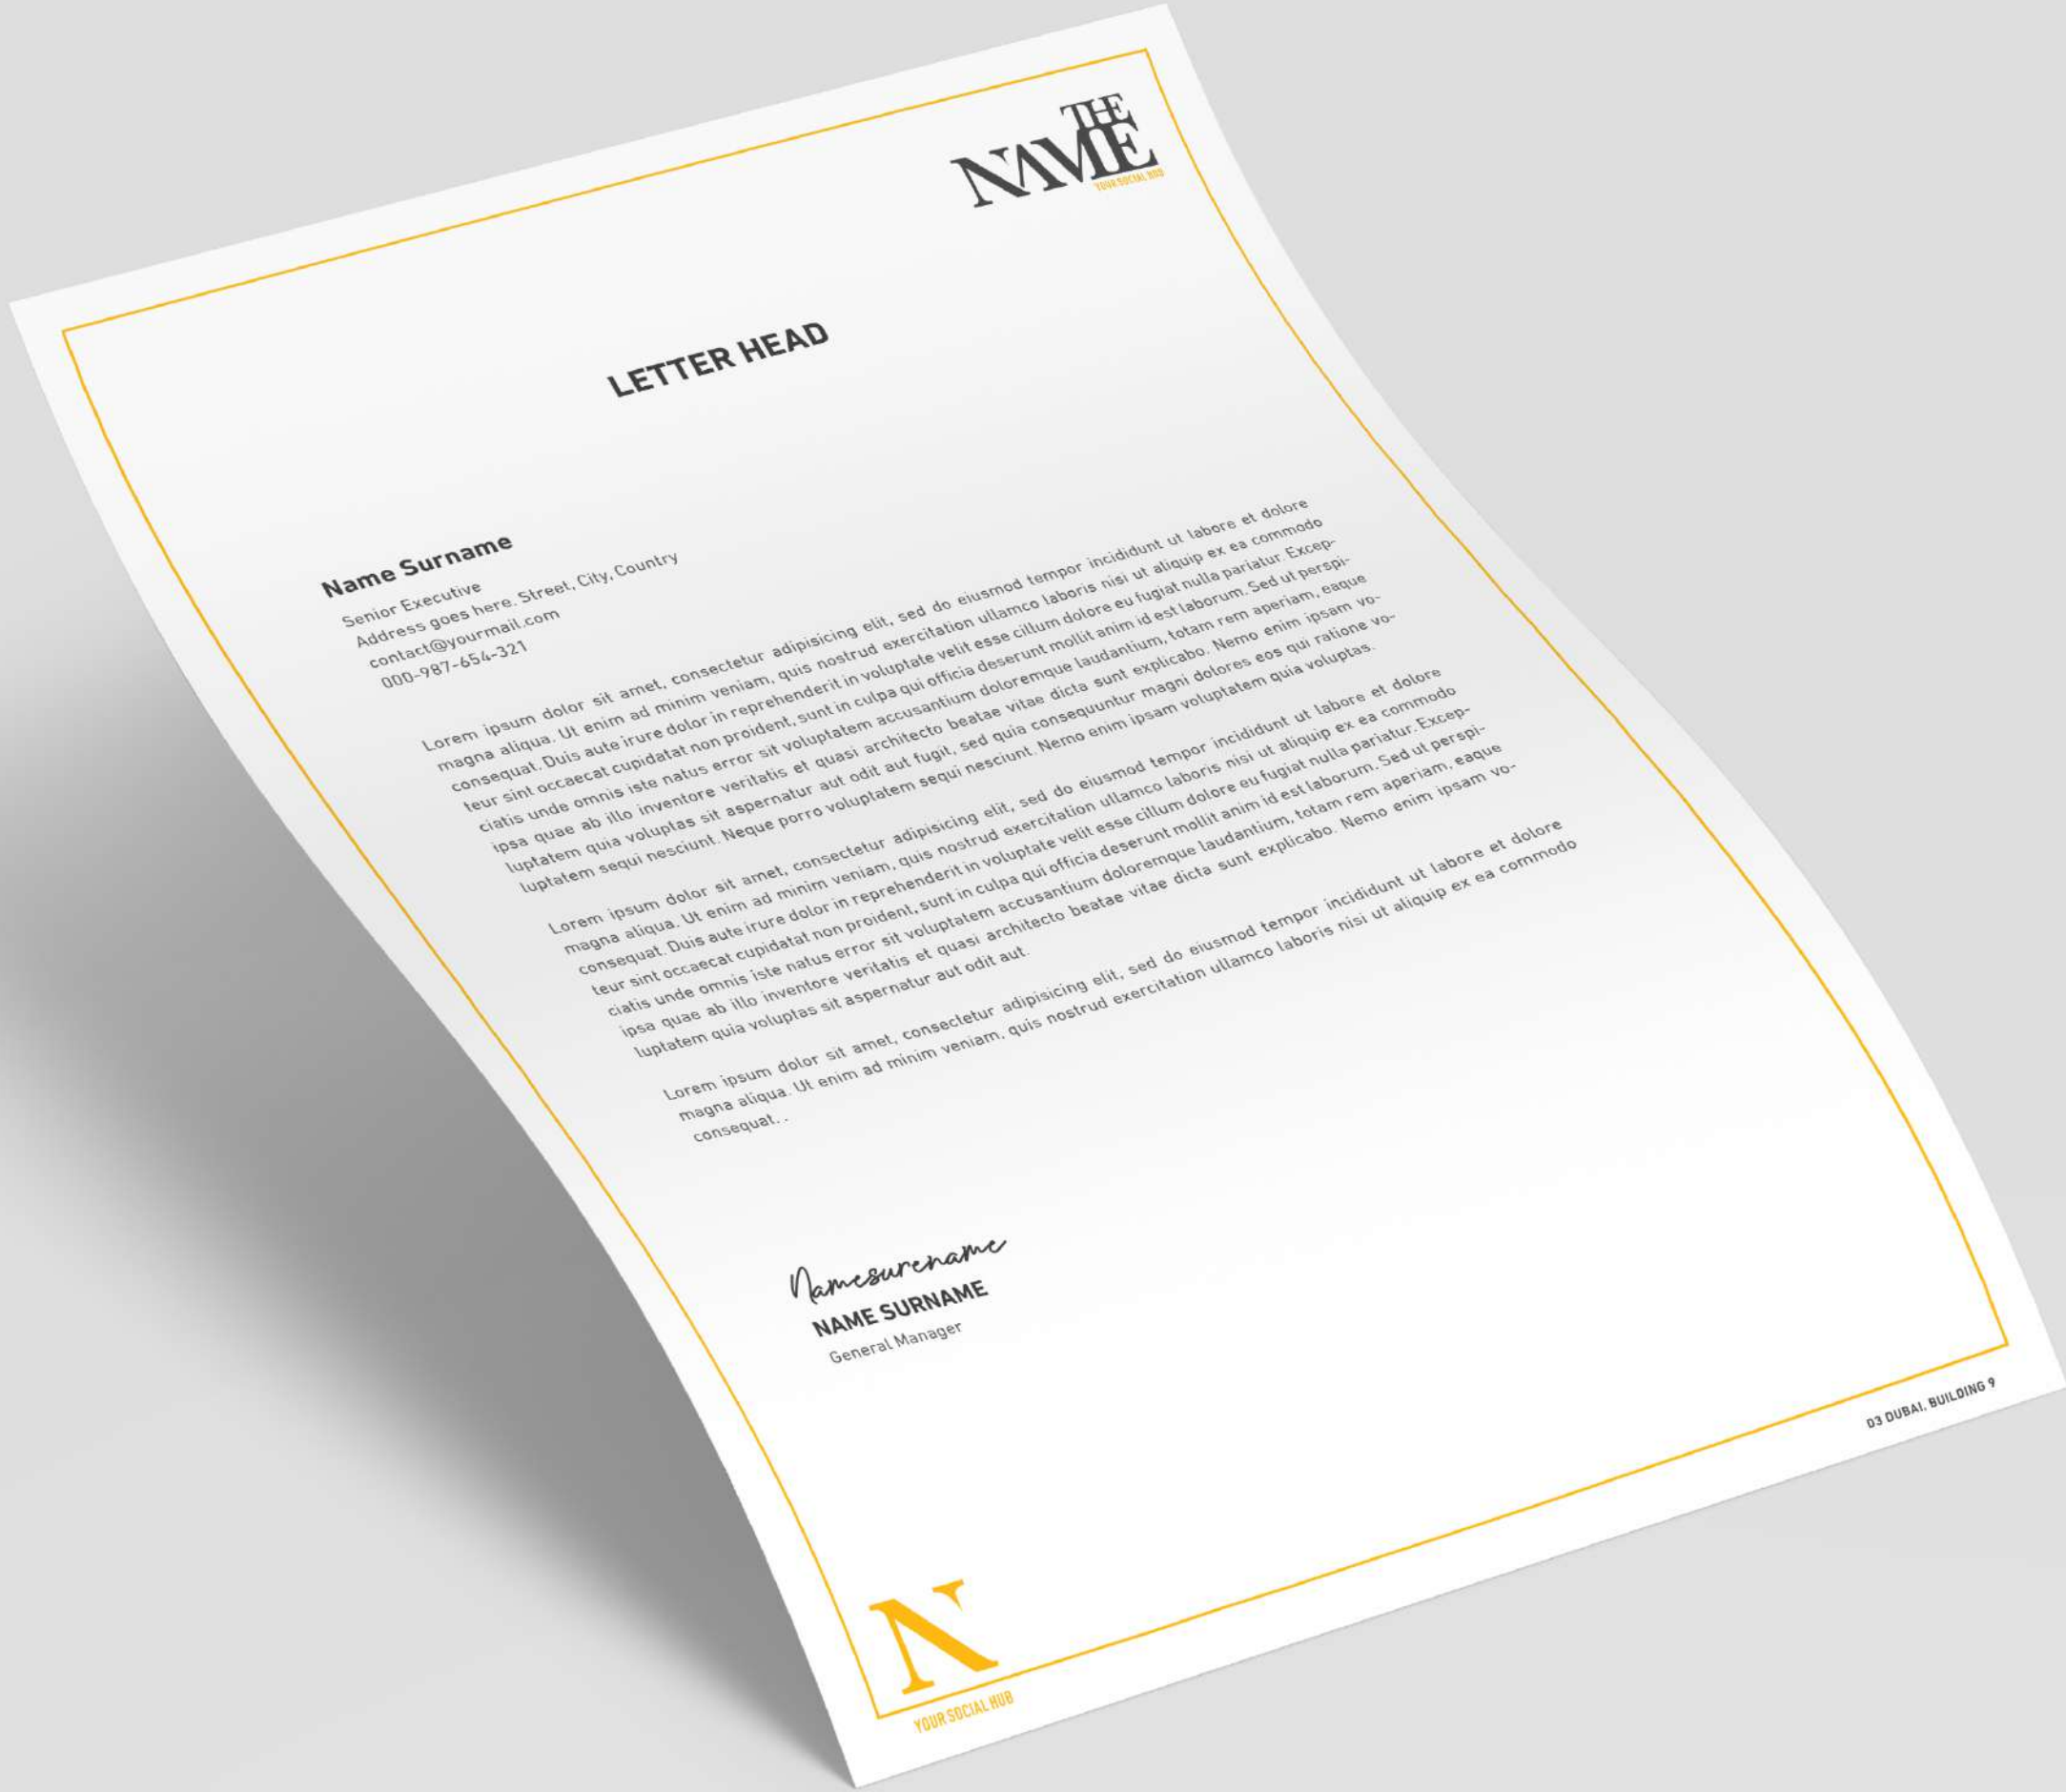 THE
NAME
YOUR SOCIAL HUB
LETTER HEAD
Name Surname
Senior Executive
Address goes here. Street, City, Country
contact@yourmail.com
000-987-654-321
Lorem ipsum dolor sit amet, consectetur adipisicing elit, sed do eiusmod tempor incididunt ut labore et dolore
magna aliqua. Ut enim ad minim veniam, quis nostrud exercitation ullamco laboris nisi ut aliquip ex ea commodo
consequat. Duis aute irure dolor in reprehenderit in voluptate velit esse cillum dolore eu fugiat nulla pariatur. Excep-
teur sint occaecat cupidatat non proident, sunt in culpa qui officia deserunt mollit anim id est laborum. Sed ut perspi-
ciatis unde omnis iste natus error sit voluptatem accusantium doloremque laudantium, totam rem aperiam, eaque
ipsa quae ab illo inventore veritatis et quasi architecto beatae vitae dicta sunt explicabo. Nemo enim ipsam vo-
luptatem quia voluptas sit aspernatur aut odit aut fugit, sed quia consequuntur magni dolores eos qui ratione vo-
luptatem sequi nesciunt. Neque porro voluptatem sequi nesciunt. Nemo enim ipsam voluptatem quia voluptas.
Lorem ipsum dolor sit amet, consectetur adipisicing elit, sed do eiusmod tempor incididunt ut labore et dolore
magna aliqua. Ut enim ad minim veniam, quis nostrud exercitation ullamco laboris nisi ut aliquip ex ea commodo
consequat. Duis aute irure dolor in reprehenderit in voluptate velit esse cillum dolore eu fugiat nulla pariatur. Excep-
teur sint occaecat cupidatat non proident, sunt in culpa qui officia deserunt mollit anim id est laborum. Sed ut perspi-
ciatis unde omnis iste natus error sit voluptatem accusantium doloremque laudantium, totam rem aperiam, eaque
ipsa quae ab illo inventore veritatis et quasi architecto beatae vitae dicta sunt explicabo. Nemo enim ipsam vo-
luptatem quia voluptas sit aspernatur aut odit aut.
Lorem ipsum dolor sit amet, consectetur adipisicing elit, sed do eiusmod tempor incididunt ut labore et dolore
magna aliqua. Ut enim ad minim veniam, quis nostrud exercitation ullamco laboris nisi ut aliquip ex ea commodo
consequat. .
Namesurename
NAME SURNAME
General Manager
D3 DUBAI, BUILDING 9
N
YOUR SOCIAL HUB